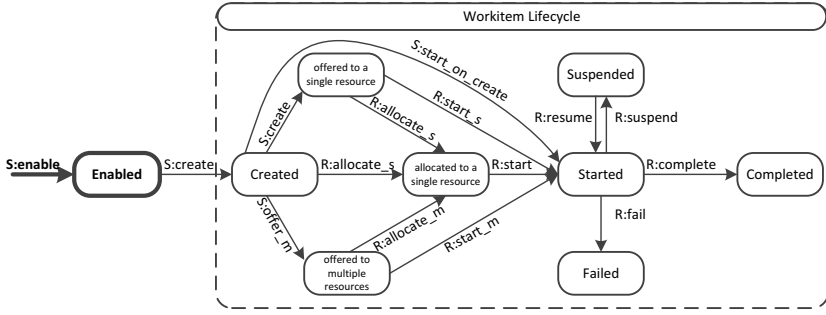 Workitem Lifecycle
S:start_on_create
offered to a
single resource
Suspended
S:create
R:allocate_s
R:start_s
R:resume
R:suspend
S:enable
Enabled
S:create
Created
R:allocate_s
allocated to a
single resource
R:start
Started
R:complete
Completed
S:offer_m
R:allocate_m
R:start_m
R:fail
offered to
multiple
resources
Failed